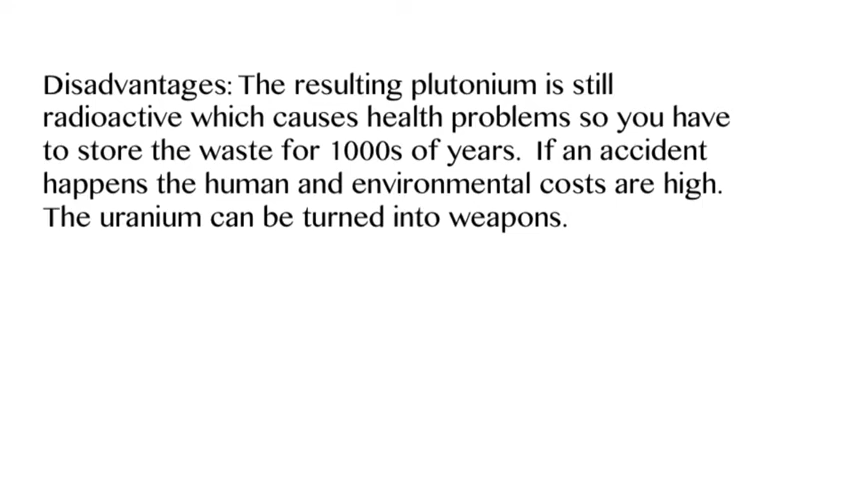 Disadvantages: The resulting plutonium is still
radioactive which causes health problems so you have
to store the waste for 1000s of years.  If an accident
happens the human and environmental costs are high.
The uranium can be turned into weapons.